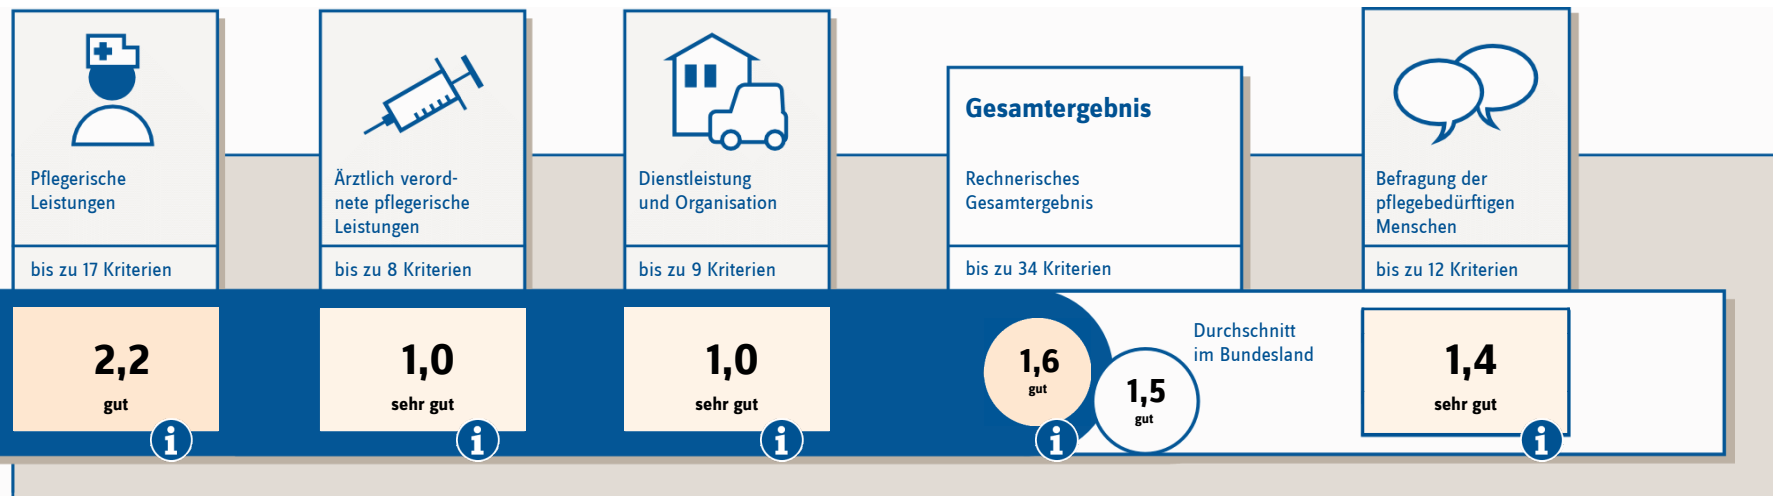 Pflegerische
Leistungen
bis zu 17 Kriterien
2,2
gut
Ärztlich verord-
nete pflegerische
Leistungen
bis zu 8 Kriterien
1,0
sehr gut
Dienstleistung
und Organisation
bis zu 9 Kriterien
1,0
sehr gut
Gesamtergebnis
Rechnerisches
Gesamtergebnis
bis zu 34 Kriterien
1,6
gut
1,5
gut
Durchschnitt
im Bundesland
Befragung der
pflegebedürftigen
Menschen
bis zu 12 Kriterien
1,4
sehr gut